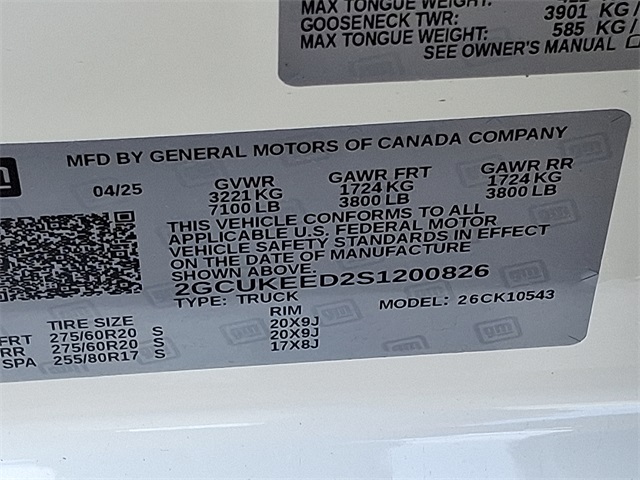 MAX TONGUE WEIGHT:
GOOSENECK TWR: 3901 KG /
MAX TONGUE WEIGHT: 585 KG /
SEE OWNER'S MANUAL
MFD BY GENERAL MOTORS OF CANADA COMPANY
04/25 GVWR GAWR FRT GAWR RR
3221 KG 1724 KG 1724 KG
7100 LB 3800 LB 3800 LB
THIS VEHICLE CONFORMS TO ALL
APPLICABLE U.S. FEDERAL MOTOR
VEHICLE SAFETY STANDARDS IN EFFECT
ON THE DATE OF MANUFACTURE
SHOWN ABOVE.
2GCUKEED2S1200826
TYPE: TRUCK MODEL: 26CK10543
TIRE SIZE RIM
FRT 275/60R20 S 20X9J
RR 275/60R20 S 20X9J
SPA 255/80R17 S 17X8J